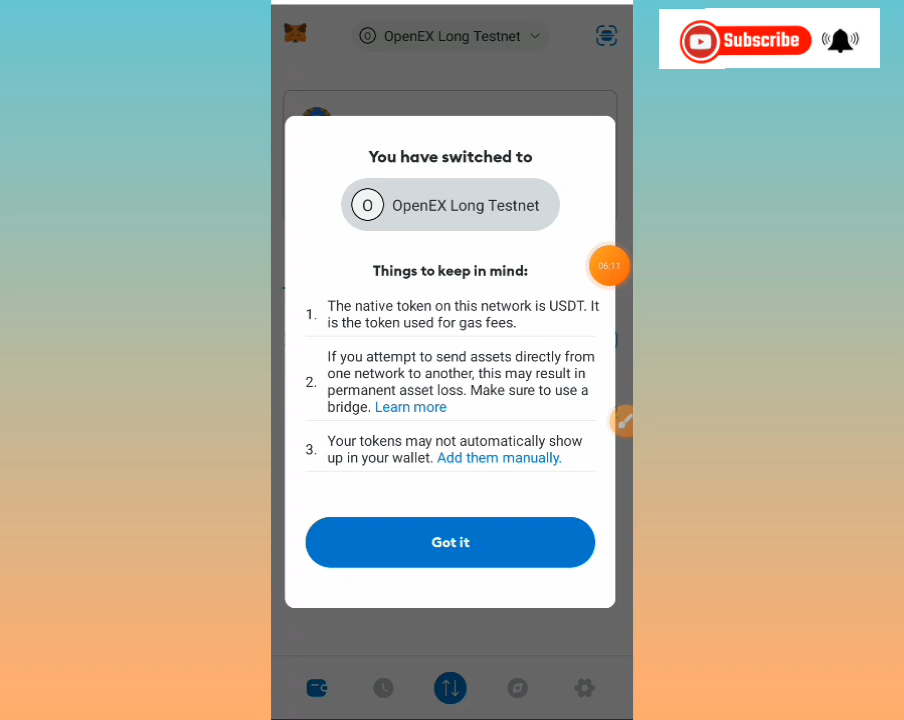 OpenEX Long Testnet
Subscribe
You have switched to
O OpenEX Long Testnet
06:11
Things to keep in mind:
1. The native token on this network is USDT. It
is the token used for gas fees.
2. If you attempt to send assets directly from
one network to another, this may result in
permanent asset loss. Make sure to use a
bridge. Learn more
3. Your tokens may not automatically show
up in your wallet. Add them manually.
Got it